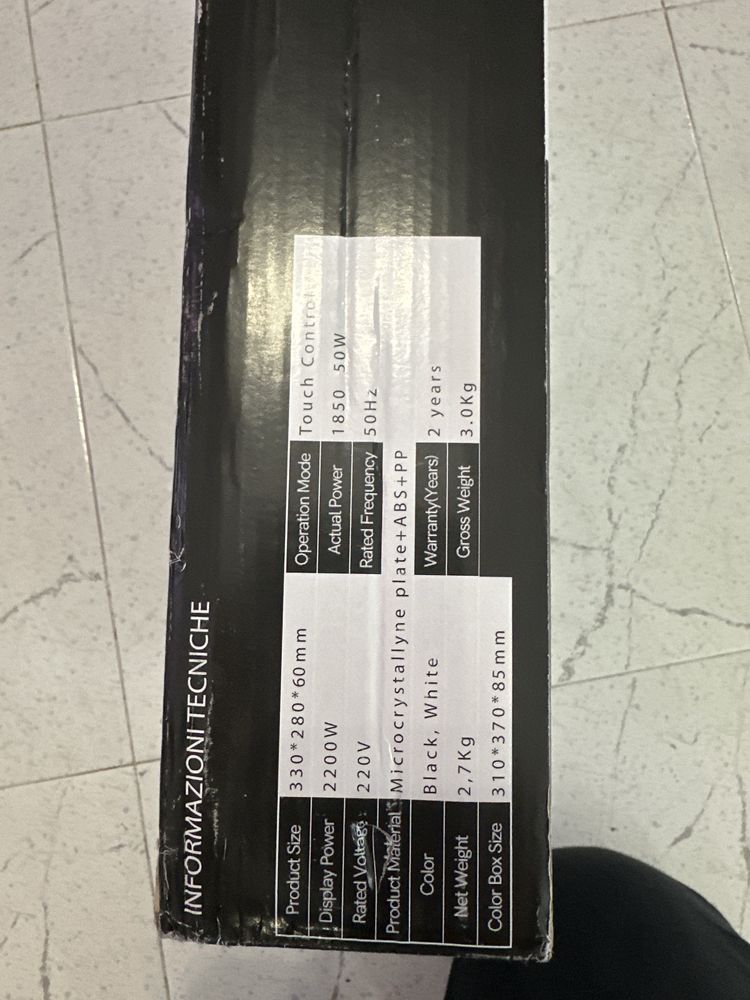 INFORMAZIONI TECNICHE
Product Size 330*280*60mm Operation Mode Touch Control
Display Power 2200W Actual Power 1850 50W
Rated Voltage 220V Rated Frequency 50Hz
Product Material Microcrystallyne plate+ABS+PP
Color Black, White Warranty(Years) 2 years
Net Weight 2,7Kg Gross Weight 3.0Kg
Color Box Size 310*370*85mm